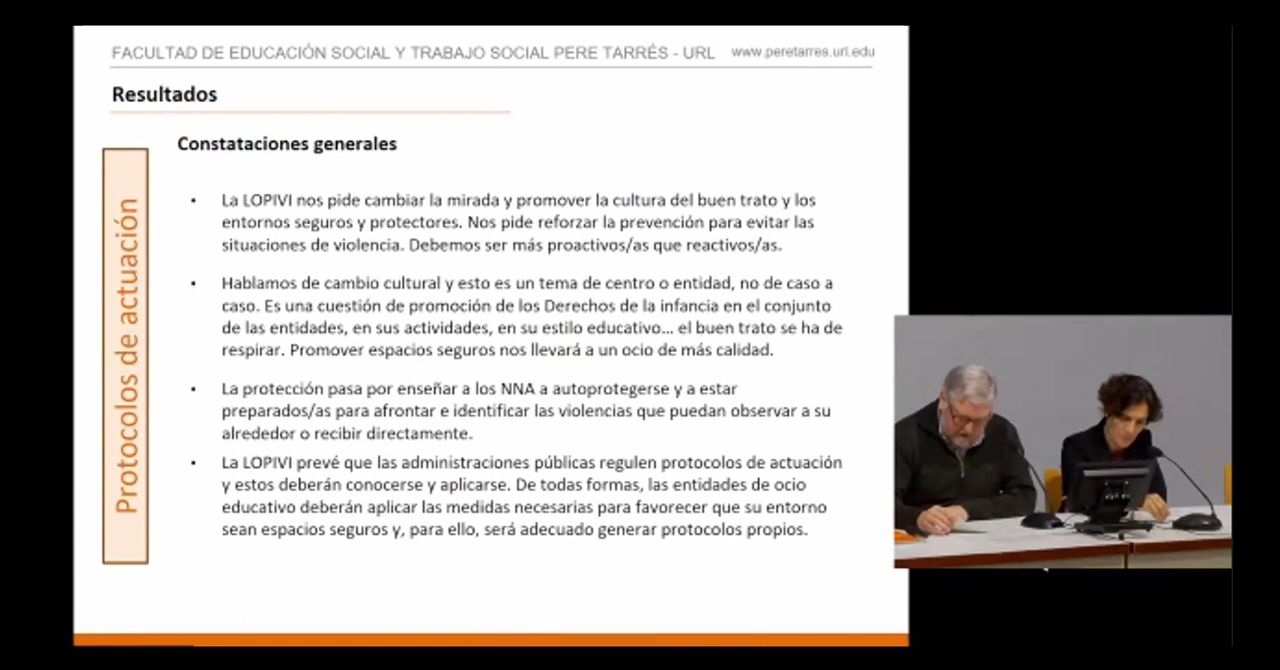 FACULTAD DE EDUCACIÓN SOCIAL Y TRABAJO SOCIAL PERE TARRÉS - URL www.peretarres.url.edu
Resultados
Constataciones generales
Protocolos de actuación
• La LOPIVI nos pide cambiar la mirada y promover la cultura del buen trato y los
entornos seguros y protectores. Nos pide reforzar la prevención para evitar las
situaciones de violencia. Debemos ser más proactivos/as que reactivos/as.
• Hablamos de cambio cultural y esto es un tema de centro o entidad, no de caso a
caso. Es una cuestión de promoción de los Derechos de la infancia en el conjunto
de las entidades, en sus actividades, en su estilo educativo... el buen trato se ha de
respirar. Promover espacios seguros nos llevará a un ocio de más calidad.
• La protección pasa por enseñar a los NNA a autoprotegerse y a estar
preparados/as para afrontar e identificar las violencias que puedan observar a su
alrededor o recibir directamente.
• La LOPIVI prevé que las administraciones públicas regulen protocolos de actuación
y estos deberán conocerse y aplicarse. De todas formas, las entidades de ocio
educativo deberán aplicar las medidas necesarias para favorecer que su entorno
sean espacios seguros y, para ello, será adecuado generar protocolos propios.